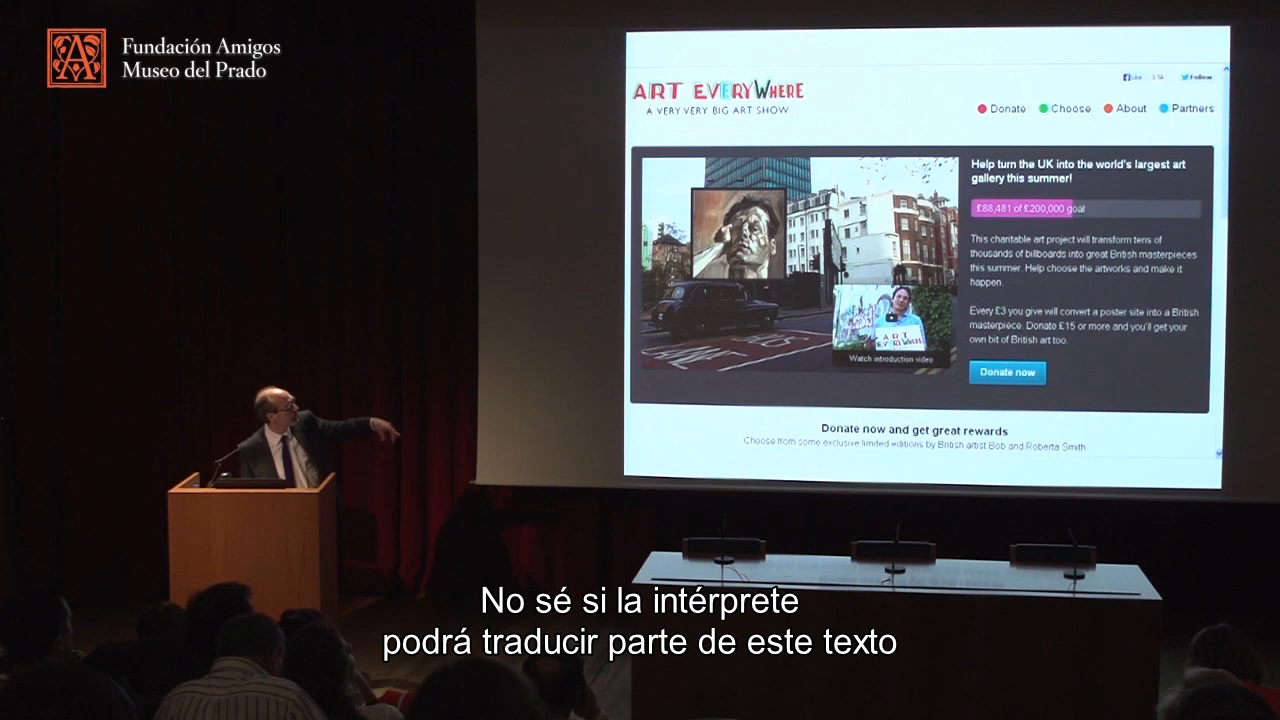 Fundación Amigos
Museo del Prado
ART EVERYWHERE
A VERY VERY BIG ART SHOW
Like
Follow
Donate
Choose
About
Partners
Help turn the UK into the world's largest art
gallery this summer!
£88,481 of £200,000 goal
This charitable art project will transform tens of
thousands of billboards into great British masterpieces
this summer. Help choose the artworks and make it
happen.
Every £3 you give will convert a poster site into a British
masterpiece. Donate £15 or more and you'll get your
own bit of British art too.
Donate now
ART
EVERYWHERE
Watch introduction video
Donate now and get great rewards
Choose from some exclusive limited editions by British artist Bob and Roberta Smith
No sé si la intérprete
podrá traducir parte de este texto